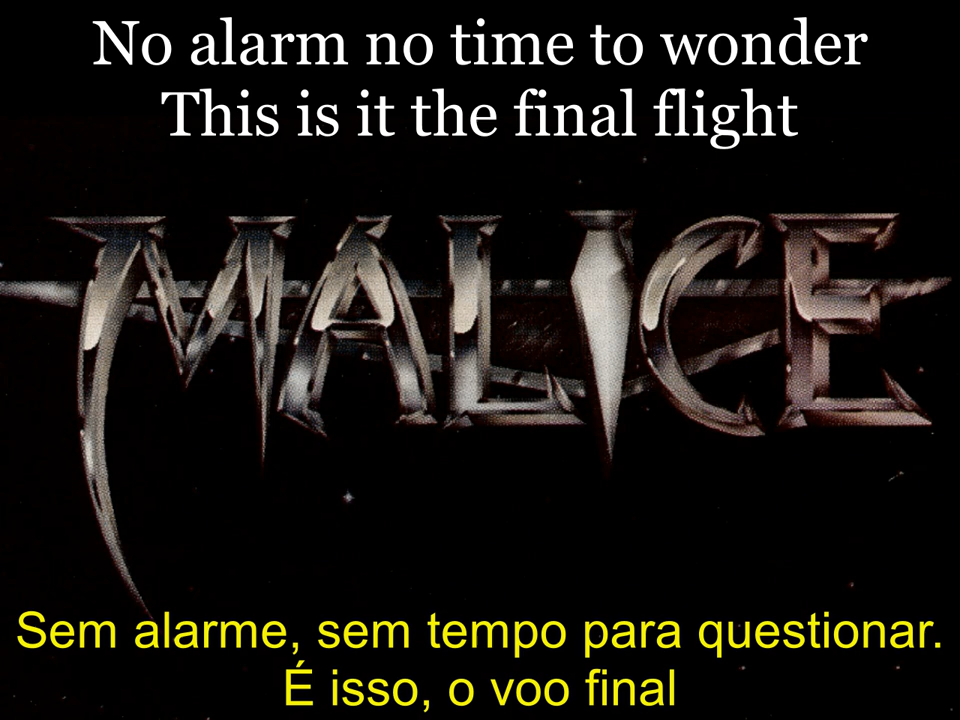 No alarm no time to wonder
This is it the final flight
MALICE
Sem alarme, sem tempo para questionar.
É isso, o voo final